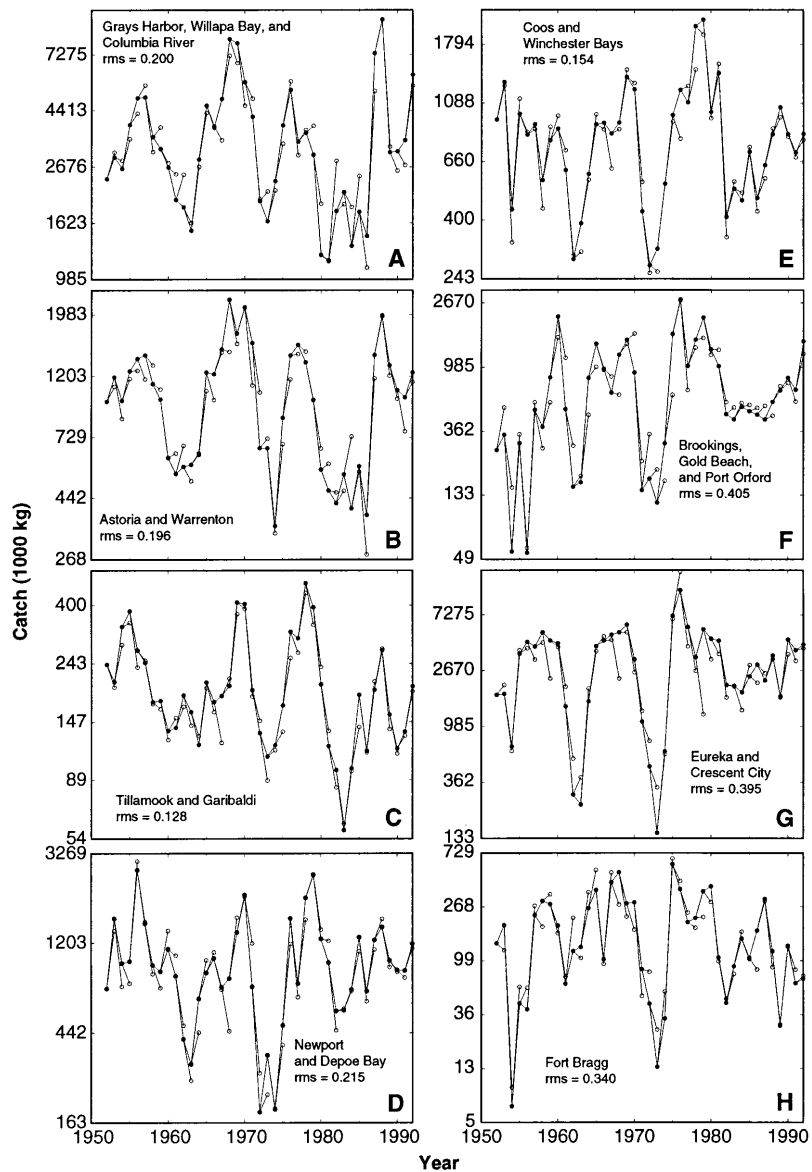 Catch (1000 kg)
7275
4413
2676
1623
985
Grays Harbor, Willapa Bay, and
Columbia River
rms = 0.200
A
1983
1203
729
442
268
Astoria and Warrenton
rms = 0.196
B
400
243
147
89
54
Tillamook and Garibaldi
rms = 0.128
C
3269
1203
442
163
Newport
and Depoe Bay
rms = 0.215
D
1950
1960
1970
1980
1990
1794
1088
660
400
243
Coos and
Winchester Bays
rms = 0.154
E
2670
985
362
133
49
Brookings,
Gold Beach,
and Port Orford
rms = 0.405
F
7275
2670
985
362
133
Eureka and
Crescent City
rms = 0.395
G
729
268
99
36
13
5
Fort Bragg
rms = 0.340
H
1950
1960
1970
1980
1990
Year